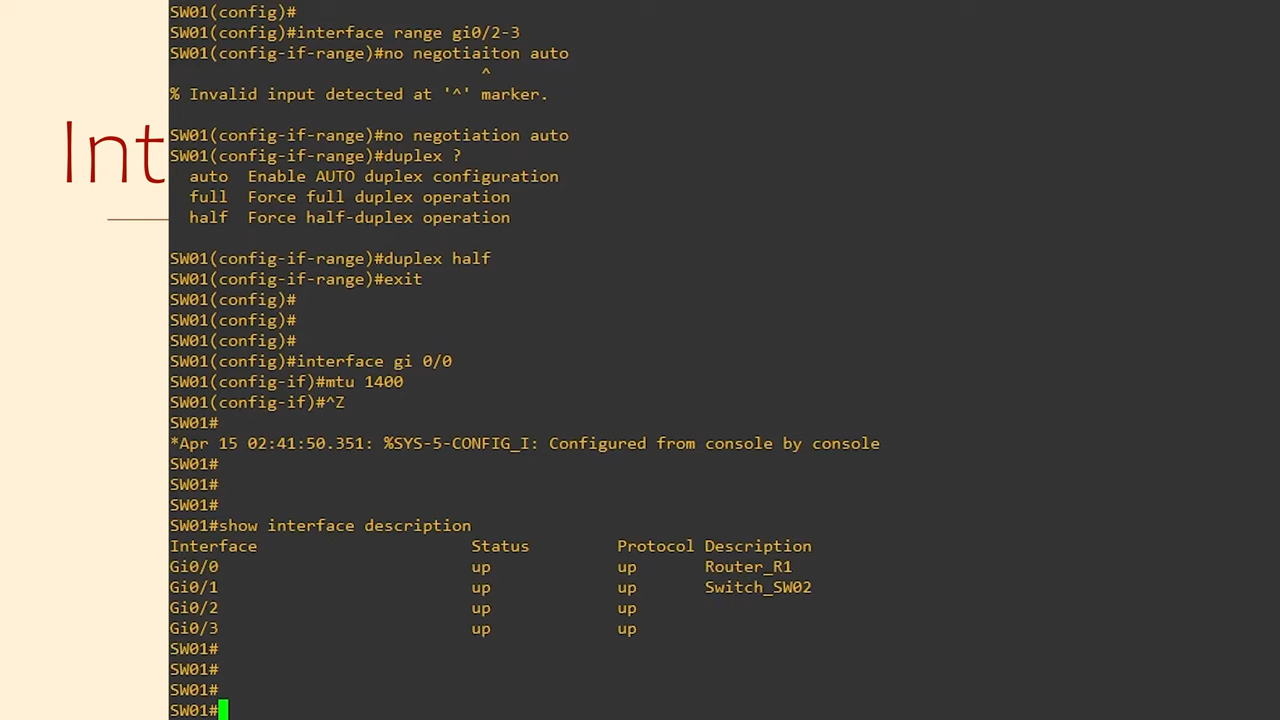 SW01(config)#
SW01(config)#interface range gi0/2-3
SW01(config-if-range)#no negotiaiton auto
^
% Invalid input detected at '^' marker.
SW01(config-if-range)#no negotiation auto
SW01(config-if-range)#duplex ?
auto  Enable AUTO duplex configuration
full  Force full duplex operation
half  Force half-duplex operation
SW01(config-if-range)#duplex half
SW01(config-if-range)#exit
SW01(config)#
SW01(config)#
SW01(config)#
SW01(config)#interface gi 0/0
SW01(config-if)#mtu 1400
SW01(config-if)#^Z
SW01#
*Apr 15 02:41:50.351: %SYS-5-CONFIG_I: Configured from console by console
SW01#
SW01#
SW01#
SW01#show interface description
Interface Status Protocol Description
Gi0/0 up up Router_R1
Gi0/1 up up Switch_SW02
Gi0/2 up up
Gi0/3 up up
SW01#
SW01#
SW01#
SW01#
Int